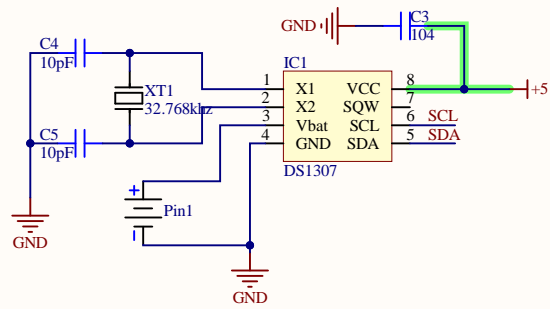 GND
C3
104
C4
10pF
XT1
32.768khz
C5
10pF
IC1
1 X1 VCC 8
2 X2 SQW 7
3 Vbat SCL 6 SCL
4 GND SDA 5 SDA
DS1307
+5
+
Pin1
GND
GND